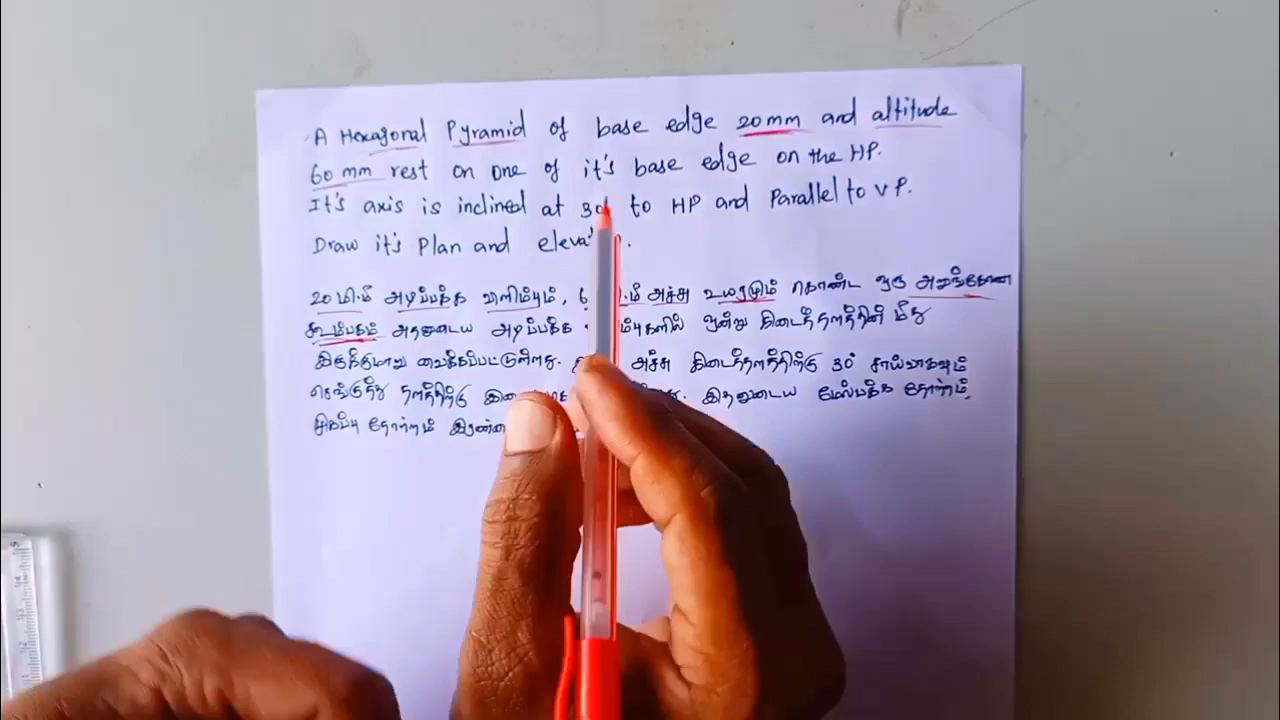 A Hexagonal Pyramid of base edge 20mm and altitude
60 mm rest on one of it's base edge on the HP.
It's axis is inclined at 30 to HP and Parallel to VP.
Draw it's Plan and
20 மி.மீ அடிப்பக்க விளிம்பும், மீ அச்சு உயரமும் கொண்ட ஒரு அறுங்கோண
கூம்பகம் அதனுடைய அடிப்பக்க ஒன்று கிடைத்தளத்தின் மீது
இருக்குமாறு வைக்கப்பட்டுள்ளது. அச்சு கிடைத்தளத்திற்கு 30° சாய்வாகவும்
செங்குத்து தளத்திற்கு இதனுடைய மேல்பக்க தோற்றம்,
தோற்றம்